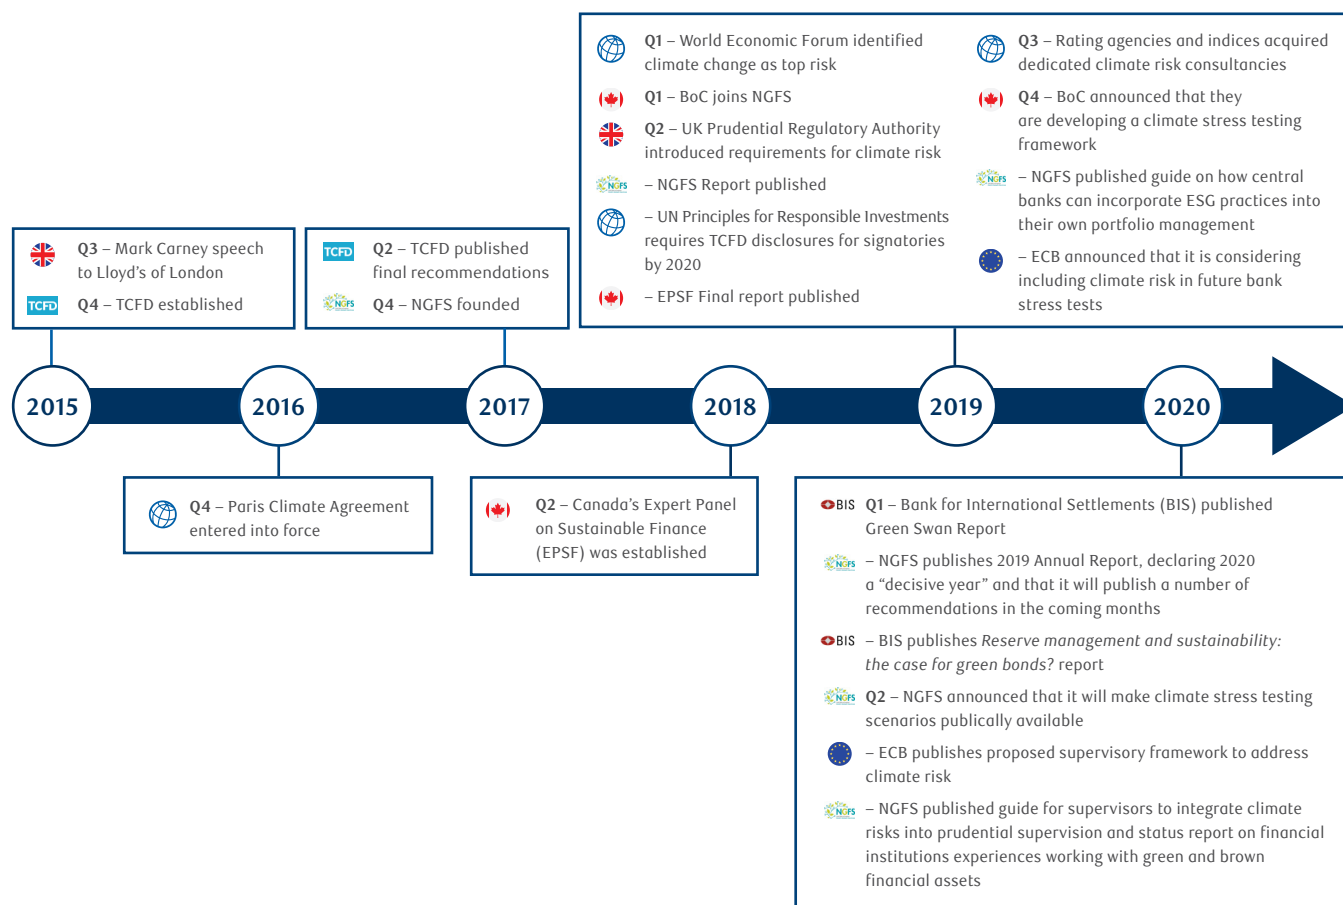 Q1 – World Economic Forum identified
climate change as top risk
Q1 – BoC joins NGFS
Q2 – UK Prudential Regulatory Authority
introduced requirements for climate risk
NGFS – NGFS Report published
– UN Principles for Responsible Investments
requires TCFD disclosures for signatories
by 2020
– EPSF Final report published
Q3 – Rating agencies and indices acquired
dedicated climate risk consultancies
Q4 – BoC announced that they
are developing a climate stress testing
framework
NGFS – NGFS published guide on how central
banks can incorporate ESG practices into
their own portfolio management
– ECB announced that it is considering
including climate risk in future bank
stress tests
Q3 – Mark Carney speech
to Lloyd’s of London
TCFD Q4 – TCFD established
TCFD Q2 – TCFD published
final recommendations
NGFS Q4 – NGFS founded
2015 2016 2017 2018 2019 2020
Q4 – Paris Climate Agreement
entered into force
Q2 – Canada’s Expert Panel
on Sustainable Finance
(EPSF) was established
BIS Q1 – Bank for International Settlements (BIS) published
Green Swan Report
NGFS – NGFS publishes 2019 Annual Report, declaring 2020
a “decisive year” and that it will publish a number of
recommendations in the coming months
BIS – BIS publishes Reserve management and sustainability:
the case for green bonds? report
NGFS Q2 – NGFS announced that it will make climate stress testing
scenarios publically available
– ECB publishes proposed supervisory framework to address
climate risk
NGFS – NGFS published guide for supervisors to integrate climate
risks into prudential supervision and status report on financial
institutions experiences working with green and brown
financial assets